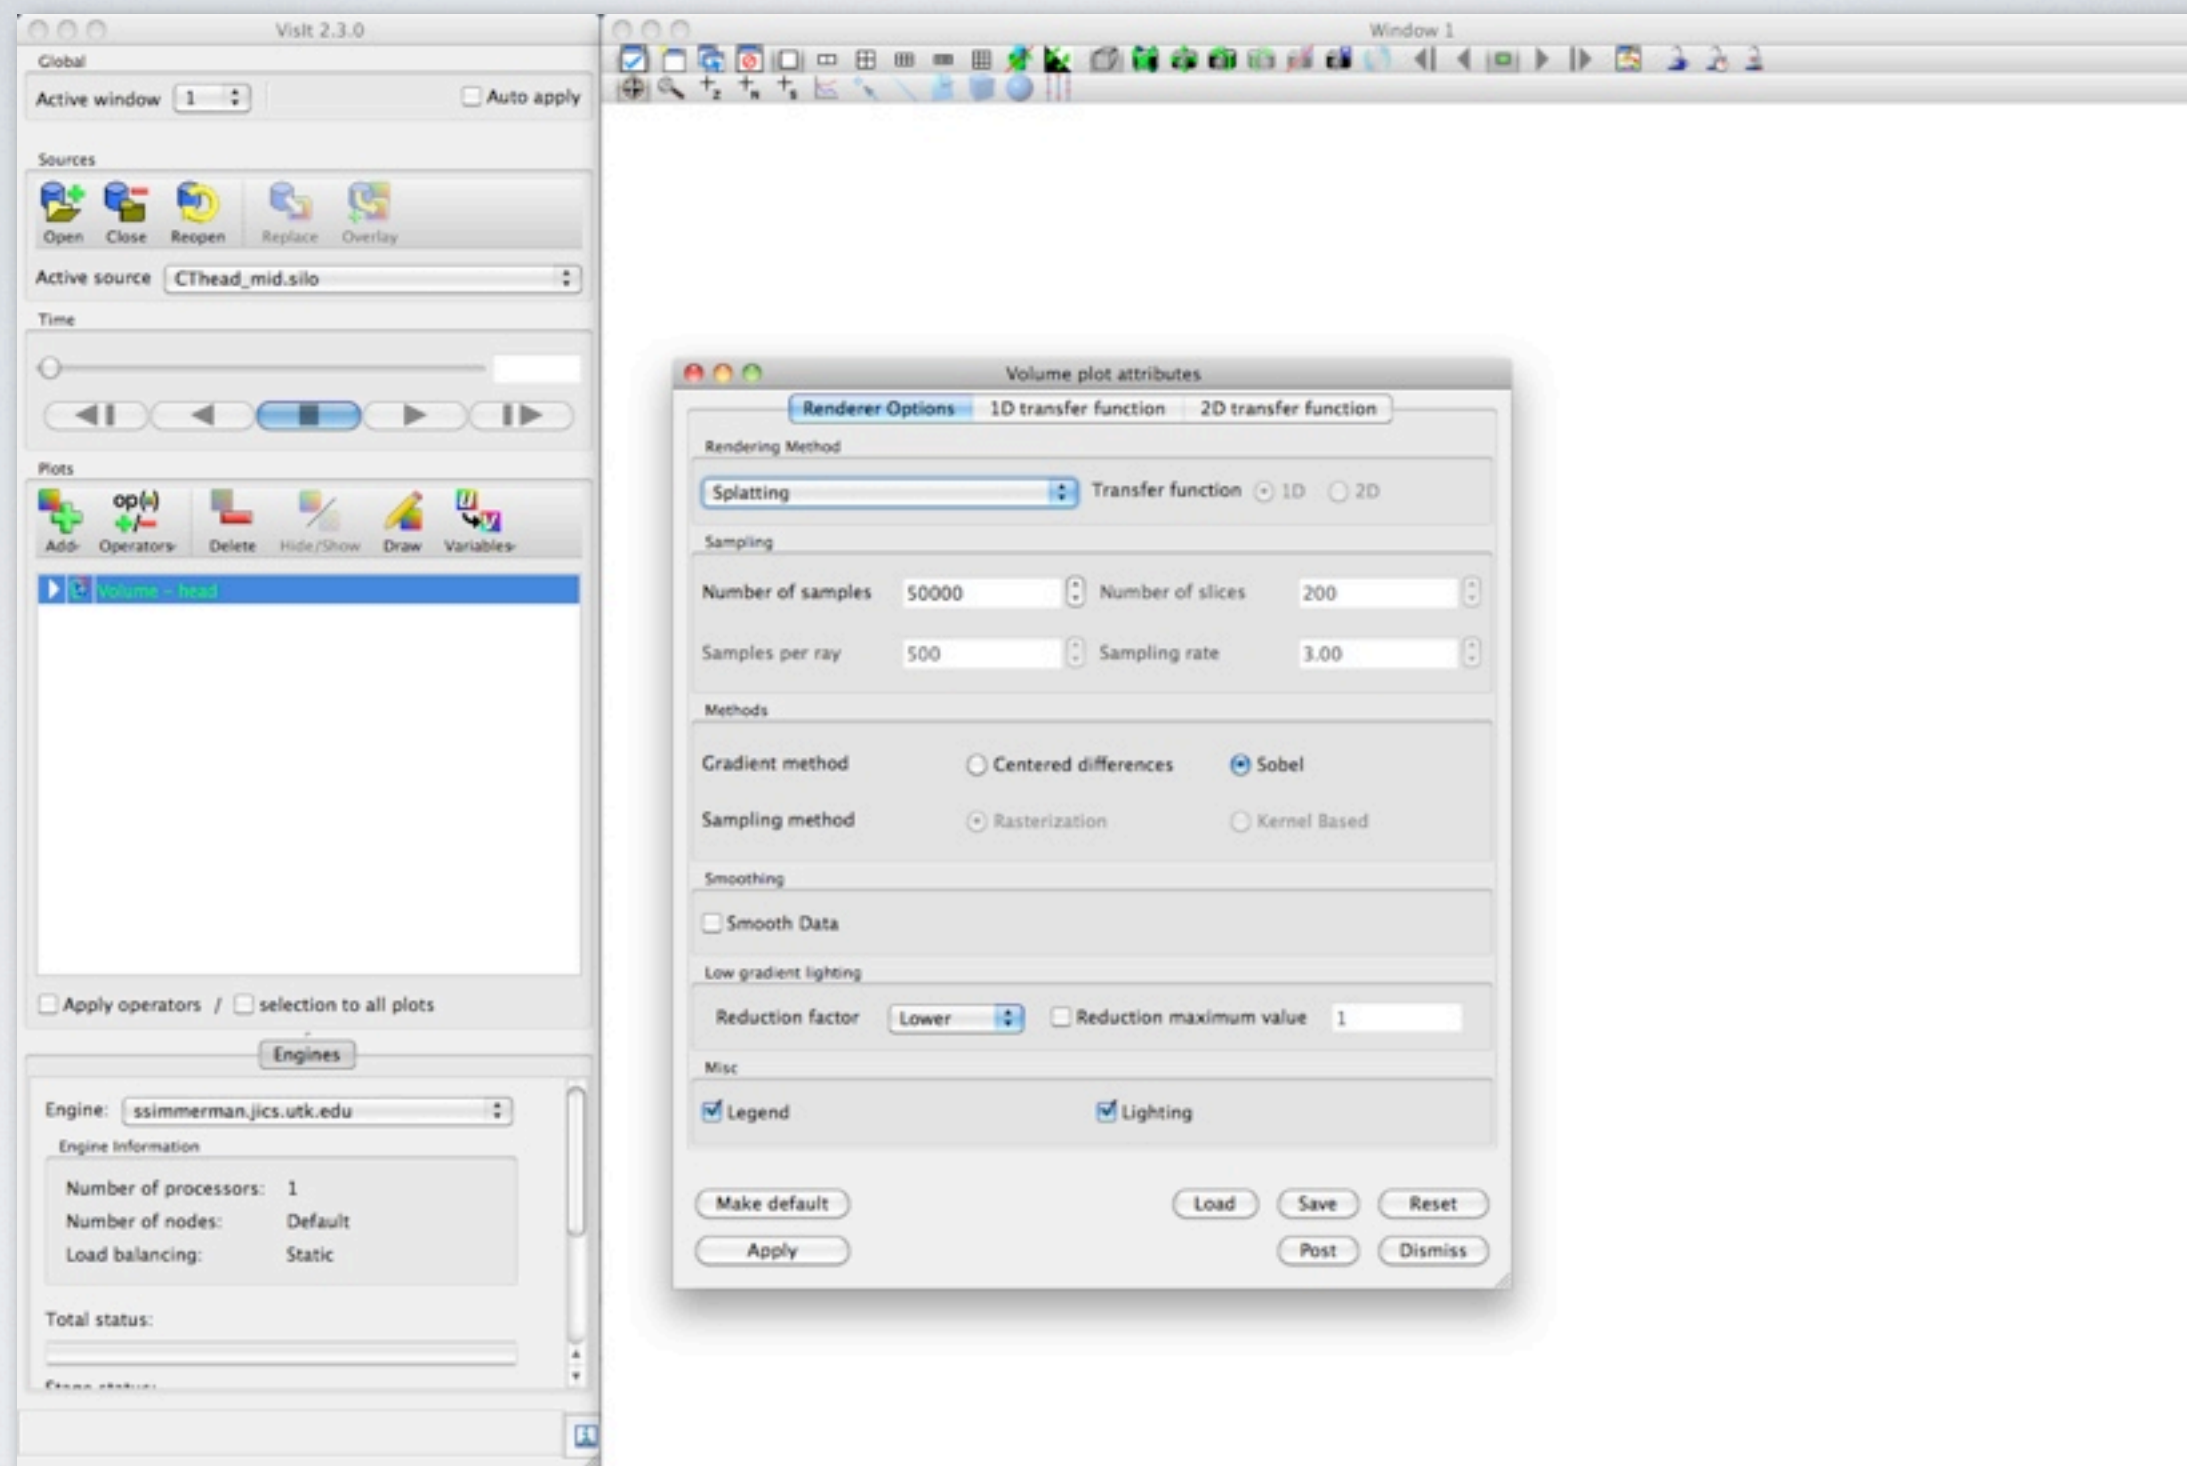 VisIt 2.3.0
Global
Active window 1 Auto apply
Sources
Open Close Reopen Replace Overlay
Active source CThead_mid.silo
Time
Plots
op(=)
+/-
Add Operators Delete Hide/Show Draw Variables
Volume - head
Apply operators / selection to all plots
Engines
Engine: ssimmerman.jics.utk.edu
Engine Information
Number of processors: 1
Number of nodes: Default
Load balancing: Static
Total status:
Stage status:
Window 1
Volume plot attributes
Renderer Options 1D transfer function 2D transfer function
Rendering Method
Splatting Transfer function 1D 2D
Sampling
Number of samples 50000 Number of slices 200
Samples per ray 500 Sampling rate 3.00
Methods
Gradient method Centered differences Sobel
Sampling method Rasterization Kernel Based
Smoothing
Smooth Data
Low gradient lighting
Reduction factor Lower Reduction maximum value 1
Misc
Legend Lighting
Make default Load Save Reset
Apply Post Dismiss